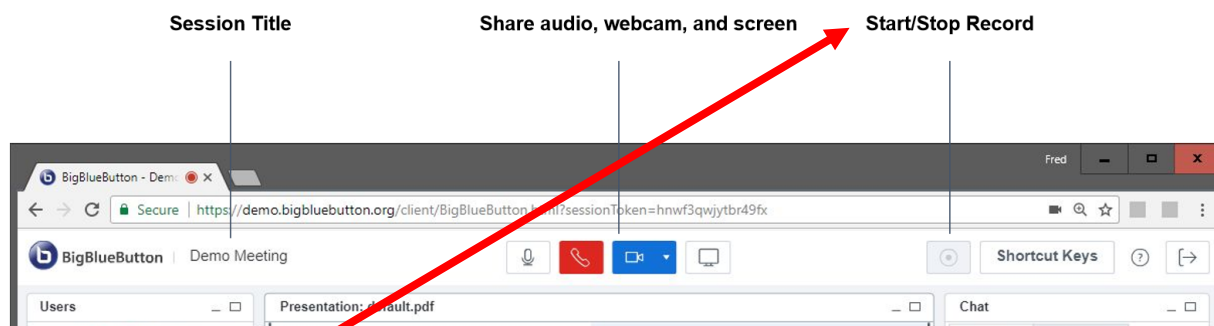 Session Title
Share audio, webcam, and screen
Start/Stop Record
Fred
BigBlueButton - Demo
Secure | https://demo.bigbluebutton.org/client/BigBlueButton.html?sessionToken=hnwf3qwjytbr49fx
BigBlueButton | Demo Meeting
Shortcut Keys
Users
Presentation: default.pdf
Chat